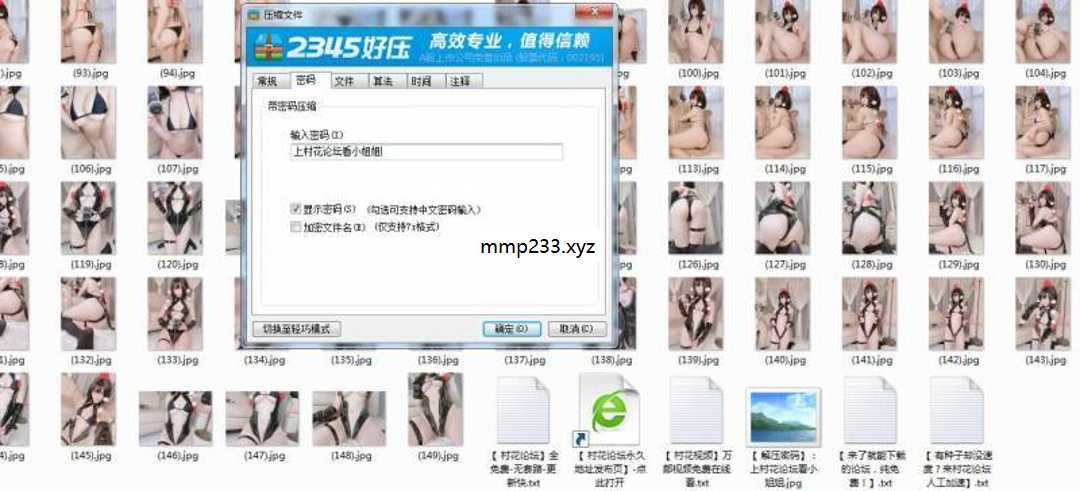 压缩文件
2345好压
高效专业，值得信赖
A股上市公司荣誉出品 (股票代码：002195)
常规 密码 文件 算法 时间 注释
带密码压缩
输入密码(I)
上村花论坛看小姐姐
显示密码(S) (勾选可支持中文密码输入)
加密文件名(E) (仅支持7z格式)
mmp233.xyz
切换至轻巧模式 确定(O) 取消(C)
).jpg (93).jpg (94).jpg (100).jpg (101).jpg (102).jpg (103).jpg (104).jpg
5).jpg (106).jpg (107).jpg (113).jpg (114).jpg (115).jpg (116).jpg (117).jpg
8).jpg (119).jpg (120).jpg (126).jpg (127).jpg (128).jpg (129).jpg (130).jpg
1).jpg (132).jpg (133).jpg (134).jpg (135).jpg (136).jpg (137).jpg (138).jpg (139).jpg (140).jpg (141).jpg (142).jpg (143).jpg
4).jpg (145).jpg (146).jpg (147).jpg (148).jpg (149).jpg
【 村花论坛】全
免费-无套路-更
新快.txt
【 村花论坛永久
地址发布页】-点
此打开
【 村花视频】万
部视频免费在线
看.txt
【 解压密码】：
上村花论坛看小
姐姐.jpg
【 来了就能下载
的论坛，纯免
费！】.txt
【 有种子却没速
度？来村花论坛
人工加速】.txt